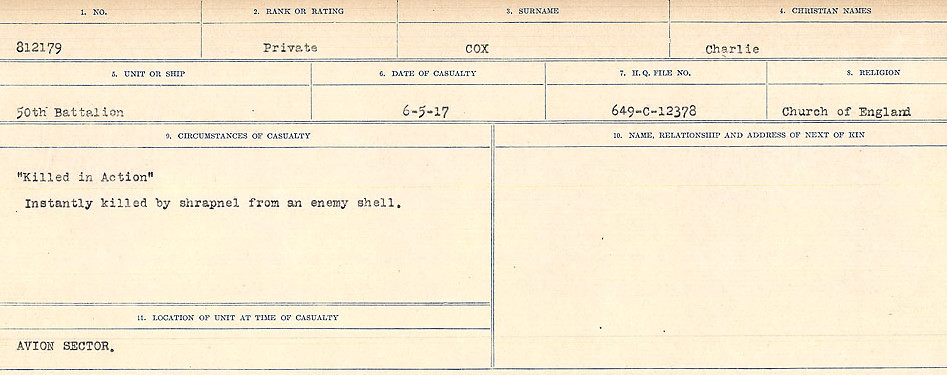 1. NO. 2. RANK OR RATING 3. SURNAME 4. CHRISTIAN NAMES
812179 Private COX Charlie
5. UNIT OR SHIP 6. DATE OF CASUALTY 7. H.Q. FILE NO. 8. RELIGION
50th Battalion 6-5-17 649-C-12378 Church of England
9. CIRCUMSTANCES OF CASUALTY 10. NAME, RELATIONSHIP AND ADDRESS OF NEXT OF KIN
"Killed in Action"
Instantly killed by shrapnel from an enemy shell.
11. LOCATION OF UNIT AT TIME OF CASUALTY
AVION SECTOR.